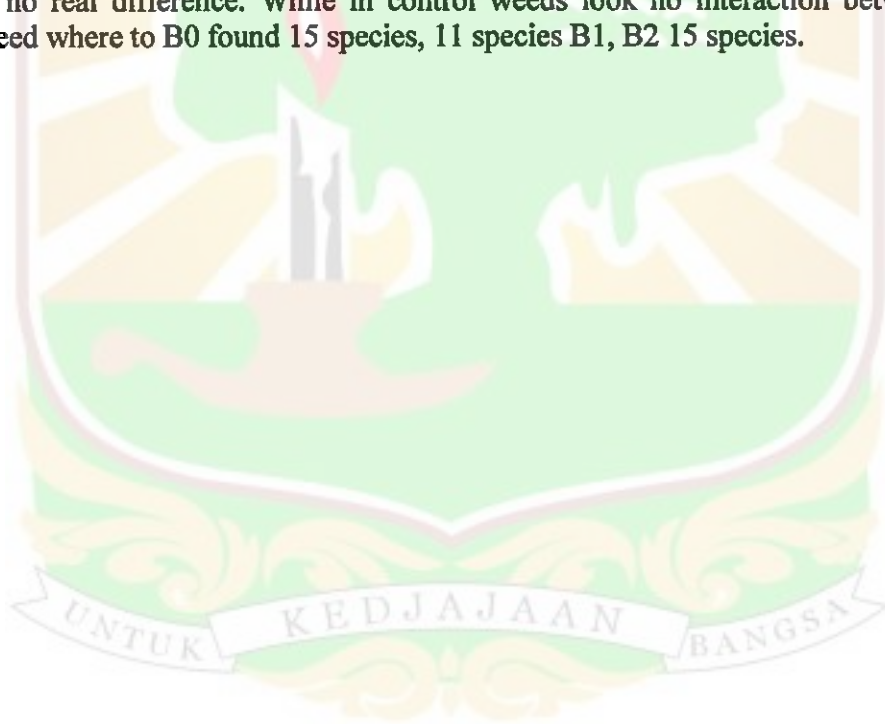 no real difference. While in control weeds look no interaction
eed where to B0 found 15 species, 11 species B1, B2 15 species.
UNTUK KEDJAJAAN BANGSA